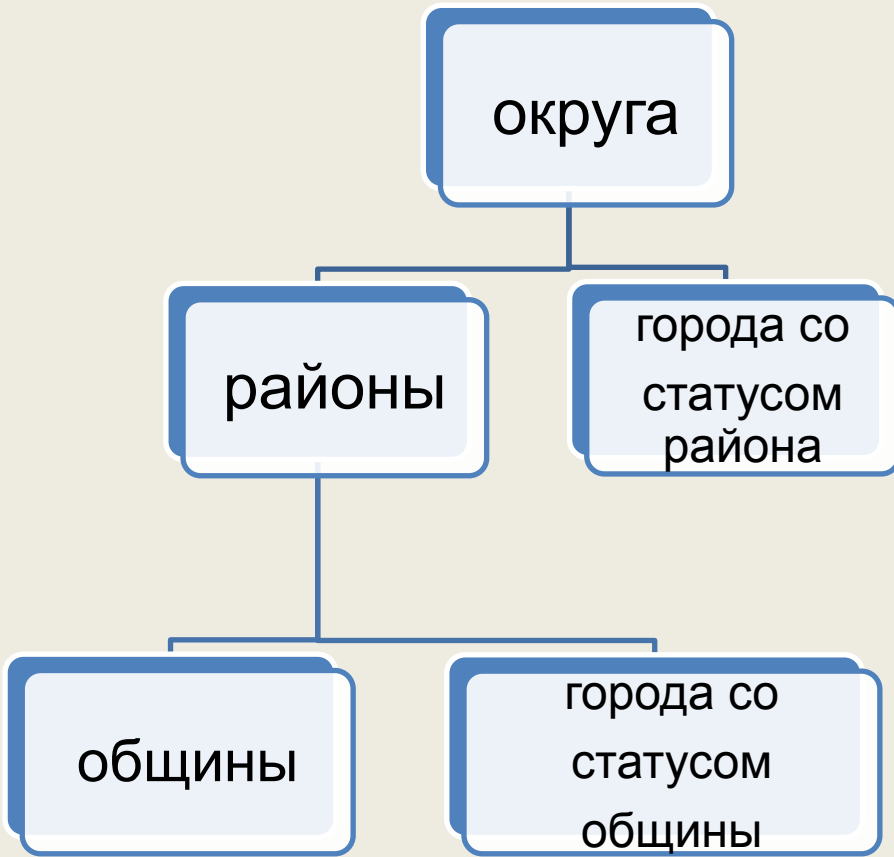 округа
районы
города со
статусом
района
общины
города со
статусом
общины